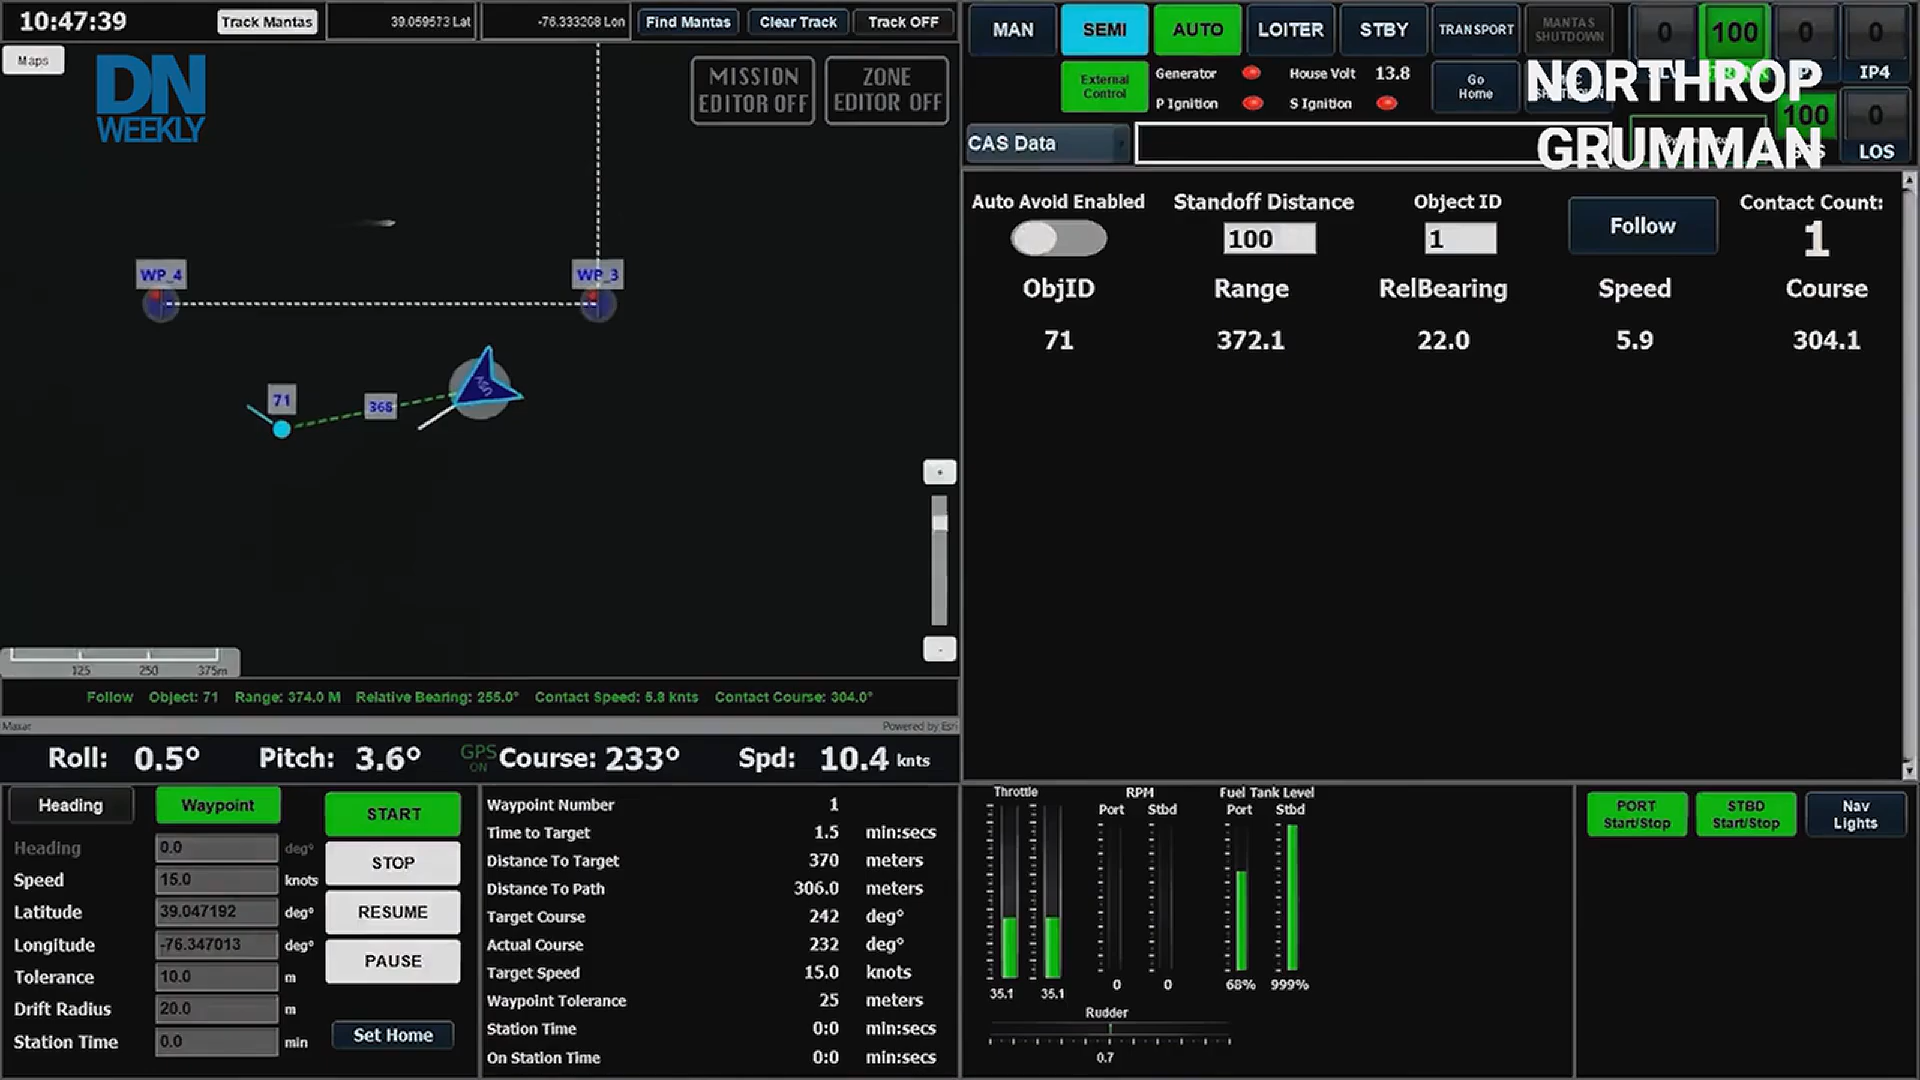 10:47:39
Track Mantas
39.059573 Lat
-76.333268 Lon
Find Mantas
Clear Track
Track OFF
Maps
DN
WEEKLY
MISSION
EDITOR OFF
ZONE
EDITOR OFF
WP_4
WP_3
71
368
USV
+
-
125 250 375m
Follow Object: 71 Range: 374.0 M Relative Bearing: 255.0° Contact Speed: 5.8 knts Contact Course: 304.0°
Maxar
Powered by Esri
Roll: 0.5° Pitch: 3.6° GPS ON Course: 233° Spd: 10.4 knts
Heading
Waypoint
START
STOP
RESUME
PAUSE
Set Home
Heading 0.0 deg°
Speed 15.0 knots
Latitude 39.047192 deg°
Longitude -76.347013 deg°
Tolerance 10.0 m
Drift Radius 20.0 m
Station Time 0.0 min
Waypoint Number 1
Time to Target 1.5 min:secs
Distance To Target 370 meters
Distance To Path 306.0 meters
Target Course 242 deg°
Actual Course 232 deg°
Target Speed 15.0 knots
Waypoint Tolerance 25 meters
Station Time 0:0 min:secs
On Station Time 0:0 min:secs
MAN
SEMI
AUTO
LOITER
STBY
TRANSPORT
MANTAS
SHUTDOWN
0
100
0
0
IP4
External
Control
Generator
House Volt 13.8
P Ignition
S Ignition
Go
Home
NORTHROP
GRUMMAN
100
0
LOS
CAS Data
Auto Avoid Enabled
Standoff Distance
100
Object ID
1
Follow
Contact Count:
1
ObjID Range RelBearing Speed Course
71 372.1 22.0 5.9 304.1
Throttle
35.1 35.1
RPM
Port Stbd
0 0
Fuel Tank Level
Port Stbd
68% 999%
Rudder
0.7
PORT
Start/Stop
STBD
Start/Stop
Nav
Lights